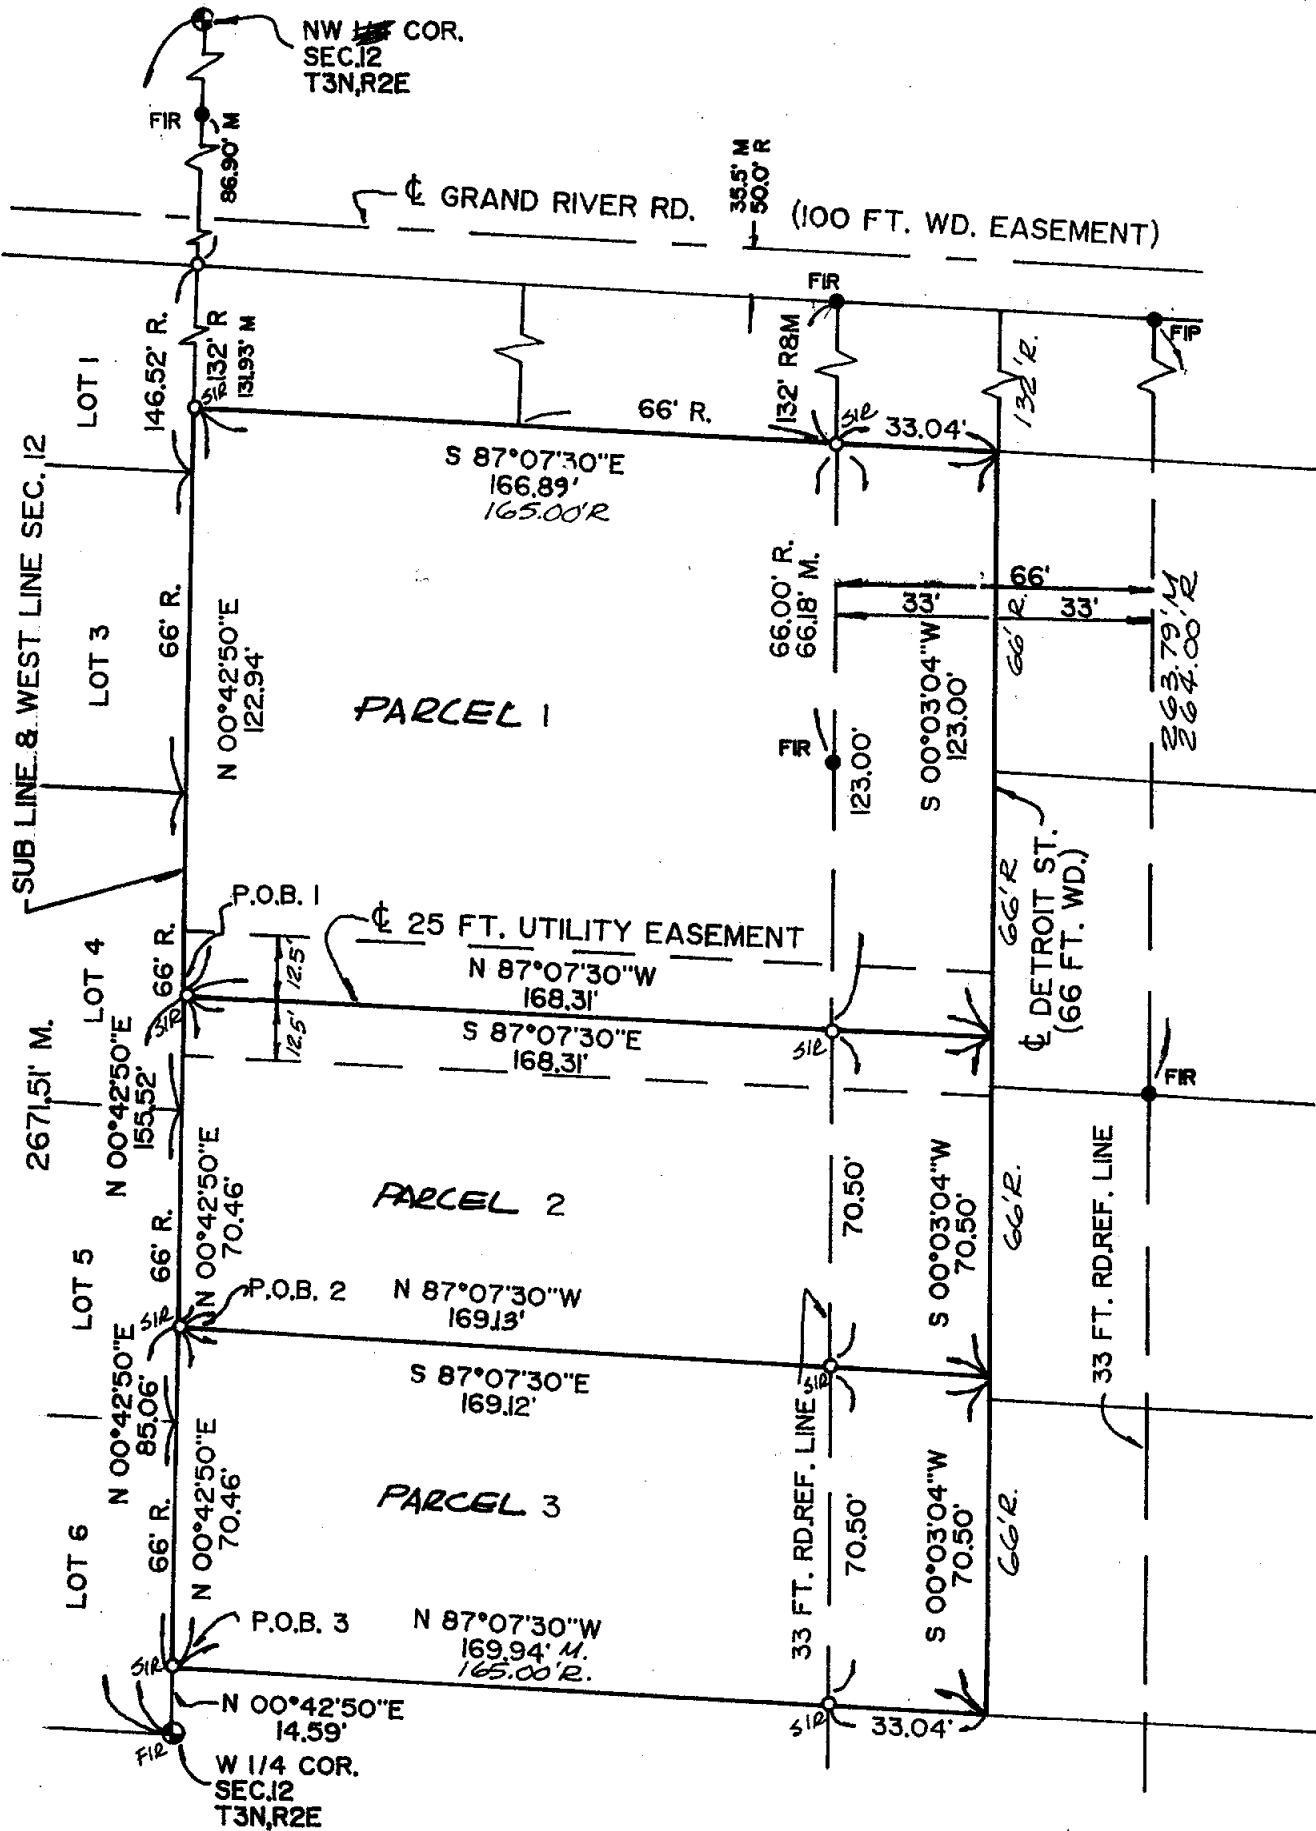 NW COR.
SEC.12
T3N,R2E
FIR
86.90' M
℄ GRAND RIVER RD.
35.5' M
50.0' R
(100 FT. WD. EASEMENT)
FIR
FIP
LOT 1
146.52' R.
132' R
131.93' M
SIR
66' R.
132' R&M
SIR
33.04'
132' R.
S 87°07'30"E
166.89'
165.00'R
SUB LINE & WEST LINE SEC. 12
LOT 3
66' R.
N 00°42'50"E
122.94'
PARCEL 1
66.00' R.
66.18' M.
66'
33'
33'
66' R.
263.79' M
264.00' R
S 00°03'04"W
123.00'
FIR
123.00'
℄ DETROIT ST.
(66 FT. WD.)
66' R
P.O.B. 1
℄ 25 FT. UTILITY EASEMENT
LOT 4
66' R.
SIR
12.5'
12.5'
N 87°07'30"W
168.31'
S 87°07'30"E
168.31'
SIR
FIR
2671.51' M.
N 00°42'50"E
155.52'
N 00°42'50"E
70.46'
PARCEL 2
70.50'
S 00°03'04"W
70.50'
66' R.
33 FT. RD.REF. LINE
LOT 5
66' R.
P.O.B. 2
SIR
N 87°07'30"W
169.13'
S 87°07'30"E
169.12'
SIR
N 00°42'50"E
85.06'
N 00°42'50"E
70.46'
PARCEL 3
33 FT. RD.REF. LINE
70.50'
S 00°03'04"W
70.50'
66' R.
LOT 6
66' R.
P.O.B. 3
SIR
N 87°07'30"W
169.94' M.
165.00' R.
SIR
33.04'
N 00°42'50"E
14.59'
FIR
W 1/4 COR.
SEC.12
T3N,R2E